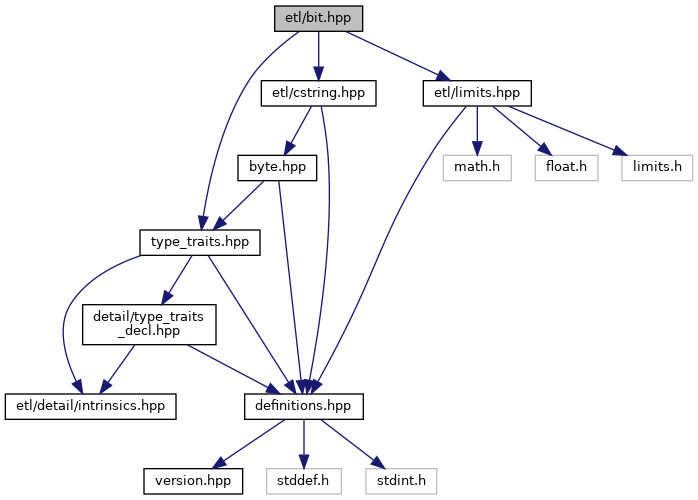 etl/bit.hpp
etl/cstring.hpp
etl/limits.hpp
byte.hpp
math.h
float.h
limits.h
type_traits.hpp
detail/type_traits
_decl.hpp
etl/detail/intrinsics.hpp
definitions.hpp
version.hpp
stddef.h
stdint.h